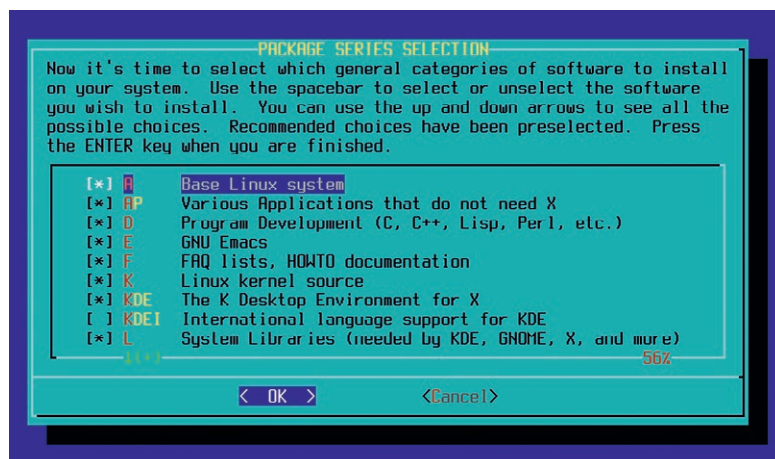 PACKAGE SERIES SELECTION
Now it's time to select which general categories of software to install
on your system.  Use the spacebar to select or unselect the software
you wish to install.  You can use the up and down arrows to see all the
possible choices.  Recommended choices have been preselected.  Press
the ENTER key when you are finished.
[*] A     Base Linux system
[*] AP    Various Applications that do not need X
[*] D     Program Development (C, C++, Lisp, Perl, etc.)
[*] E     GNU Emacs
[*] F     FAQ lists, HOWTO documentation
[*] K     Linux kernel source
[*] KDE   The K Desktop Environment for X
[ ] KDEI  International language support for KDE
[*] L     System Libraries (needed by KDE, GNOME, X, and more)
↓(+) 56%
< OK > <Cancel>